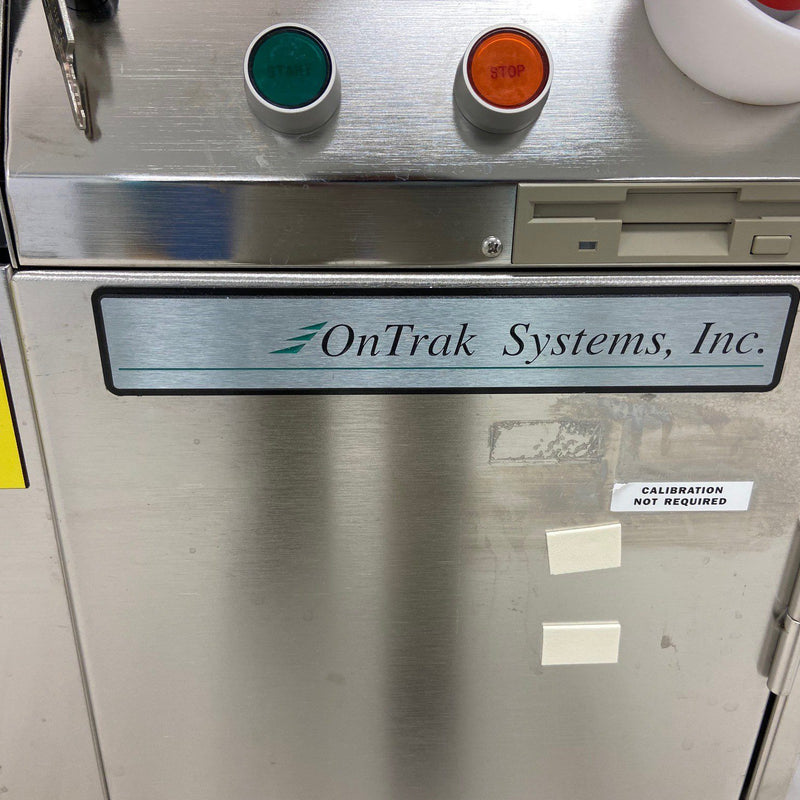 START
STOP
OnTrak Systems, Inc.
CALIBRATION
NOT REQUIRED